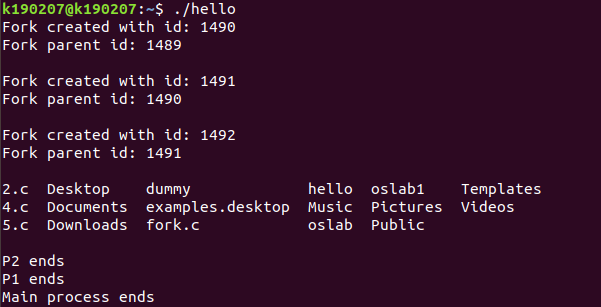 k190207@k190207:~$ ./hello
Fork created with id: 1490
Fork parent id: 1489
Fork created with id: 1491
Fork parent id: 1490
Fork created with id: 1492
Fork parent id: 1491
2.c Desktop dummy hello oslab1 Templates
4.c Documents examples.desktop Music Pictures Videos
5.c Downloads fork.c oslab Public
P2 ends
P1 ends
Main process ends